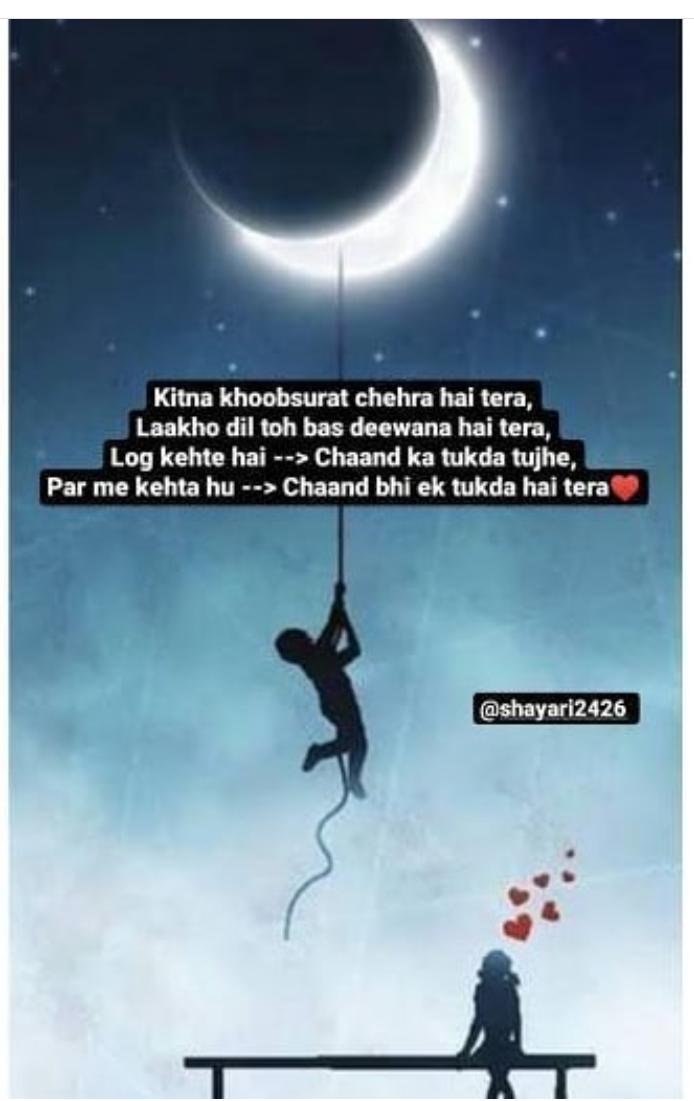 Kitna khoobsurat chehra hai tera,
Laakho dil toh bas deewana hai tera,
Log kehte hai --> Chaand ka tukda tujhe,
Par me kehta hu --> Chaand bhi ek tukda hai tera♥️
@shayari2426